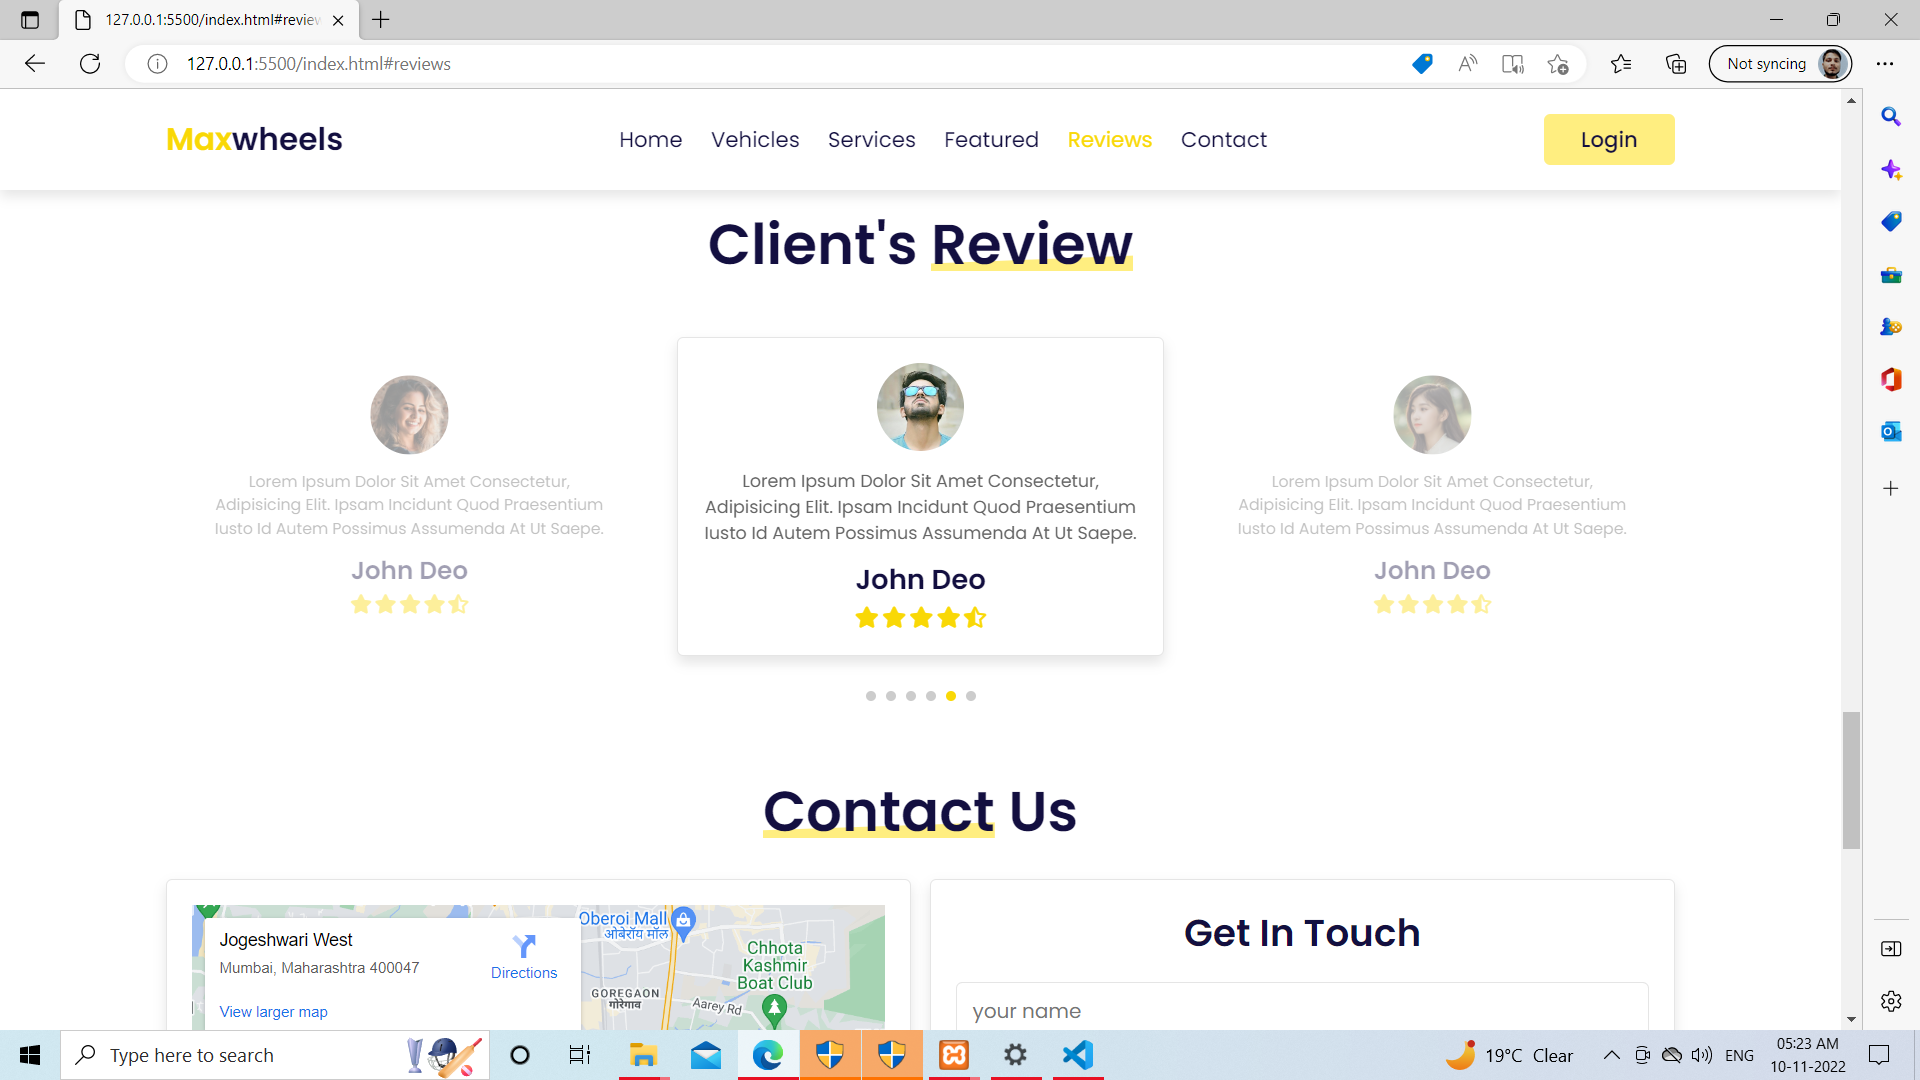 127.0.0.1:5500/index.html#review
127.0.0.1:5500/index.html#reviews
Not syncing
Maxwheels
Home Vehicles Services Featured Reviews Contact
Login
Client's Review
Lorem Ipsum Dolor Sit Amet Consectetur,
Adipisicing Elit. Ipsam Incidunt Quod Praesentium
Iusto Id Autem Possimus Assumenda At Ut Saepe.
John Deo
Lorem Ipsum Dolor Sit Amet Consectetur,
Adipisicing Elit. Ipsam Incidunt Quod Praesentium
Iusto Id Autem Possimus Assumenda At Ut Saepe.
John Deo
Lorem Ipsum Dolor Sit Amet Consectetur,
Adipisicing Elit. Ipsam Incidunt Quod Praesentium
Iusto Id Autem Possimus Assumenda At Ut Saepe.
John Deo
Contact Us
Jogeshwari West
Mumbai, Maharashtra 400047
Directions
View larger map
Oberoi Mall
ओबेरॉय मॉल
Chhota
Kashmir
Boat Club
GOREGAON
गोरेगाव
Aarey Rd
Get In Touch
your name
Type here to search
19°C Clear
ENG
05:23 AM
10-11-2022